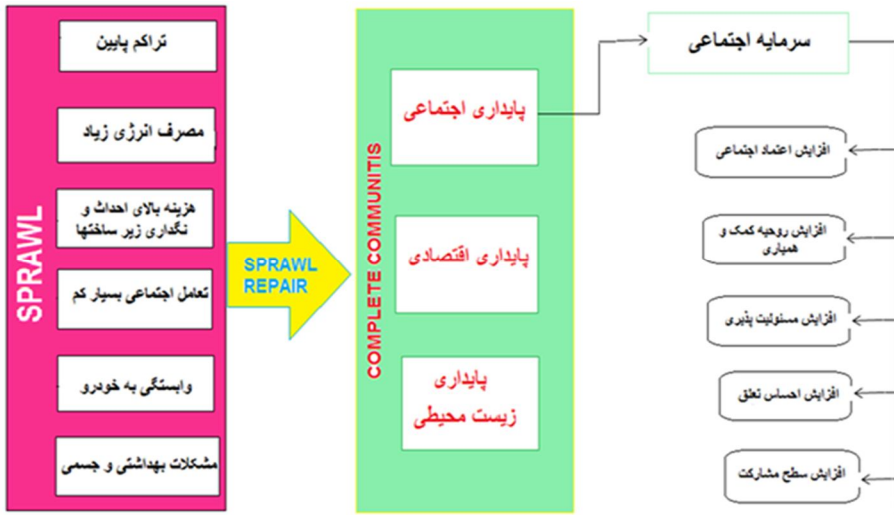 SPRAWL
تراکم پایین
مصرف انرژی زیاد
هزینه بالای احداث و
نگداری زیر ساختها
تعامل اجتماعی بسیار کم
وابستگی به خودرو
مشکلات بهداشتی و جسمی
SPRAWL
REPAIR
COMPLETE COMMUNITIS
پایداری اجتماعی
پایداری اقتصادی
پایداری
زیست محیطی
سرمایه اجتماعی
افزایش اعتماد اجتماعی
افزایش روحیه کمک و
همیاری
افزایش مسئولیت پذیری
افزایش احساس تعلق
افزایش سطح مشارکت